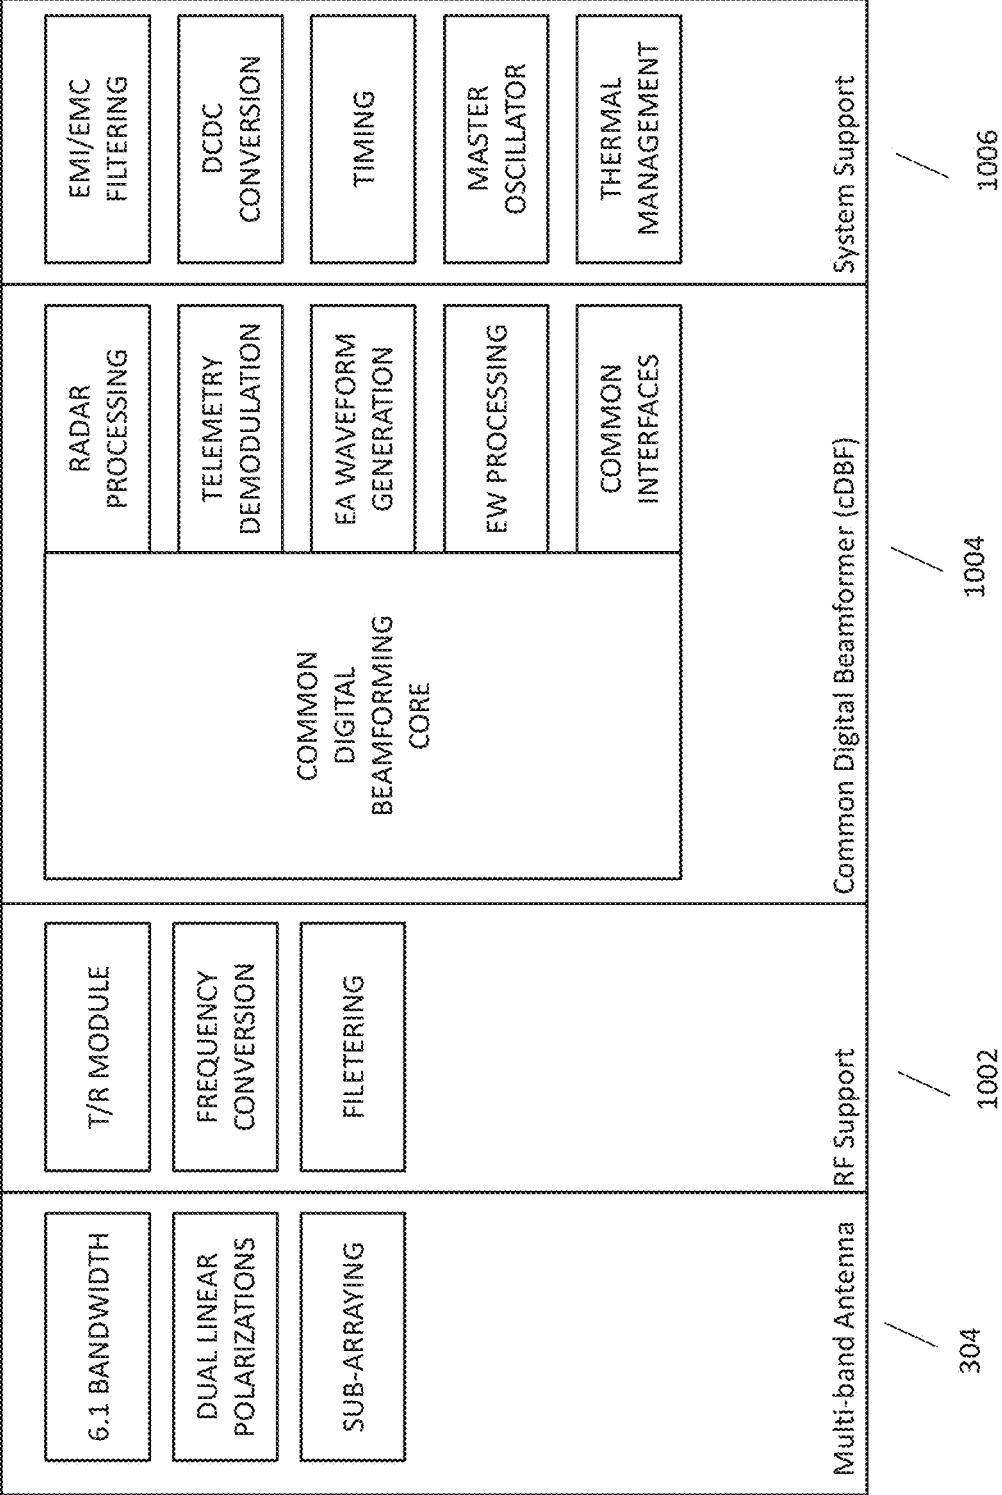 6.1 BANDWIDTH
DUAL LINEAR
POLARIZATIONS
SUB-ARRAYING
Multi-band Antenna
304
T/R MODULE
FREQUENCY
CONVERSION
FILETERING
RF Support
1002
COMMON
DIGITAL
BEAMFORMING
CORE
RADAR
PROCESSING
TELEMETRY
DEMODULATION
EA WAVEFORM
GENERATION
EW PROCESSING
COMMON
INTERFACES
Common Digital Beamformer (cDBF)
1004
EMI/EMC
FILTERING
DCDC
CONVERSION
TIMING
MASTER
OSCILLATOR
THERMAL
MANAGEMENT
System Support
1006